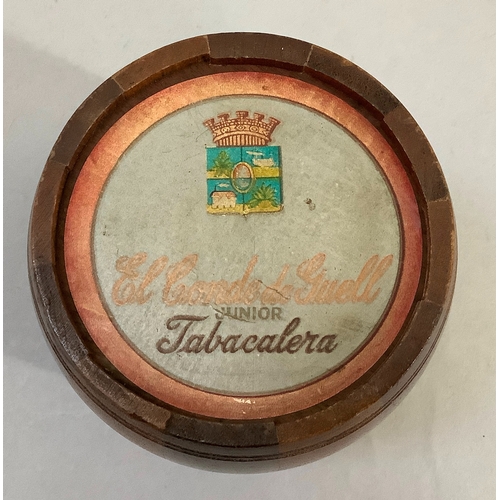 El Conde de Guell
JUNIOR
Tabacalera